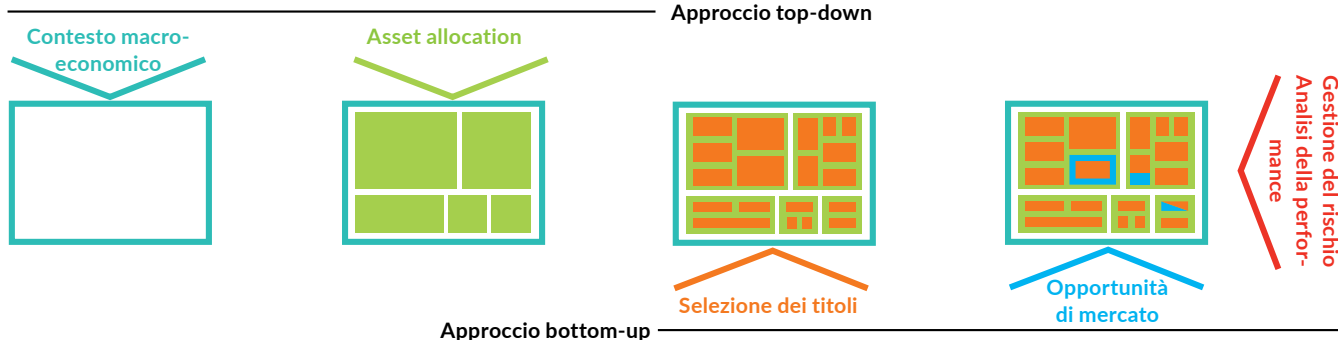 Approccio top-down
Contesto macro-
economico
Asset allocation
Gestione del rischio
Analisi della perfor-
mance
Selezione dei titoli
Opportunità
di mercato
Approccio bottom-up